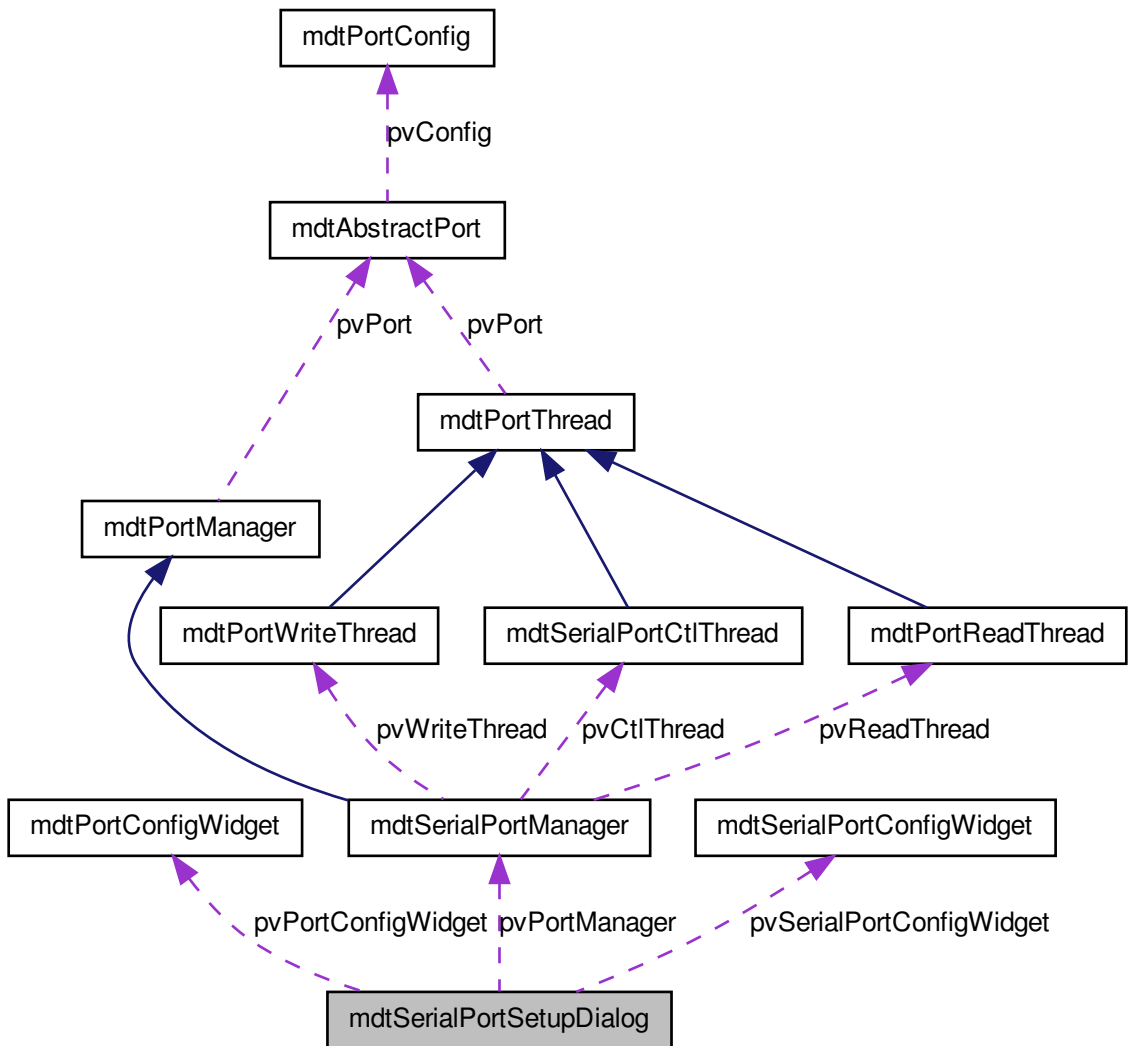 mdtPortConfig
pvConfig
mdtAbstractPort
pvPort
pvPort
mdtPortThread
mdtPortManager
mdtPortWriteThread
mdtSerialPortCtlThread
mdtPortReadThread
pvWriteThread
pvCtlThread
pvReadThread
mdtPortConfigWidget
mdtSerialPortManager
mdtSerialPortConfigWidget
pvPortConfigWidget
pvPortManager
pvSerialPortConfigWidget
mdtSerialPortSetupDialog